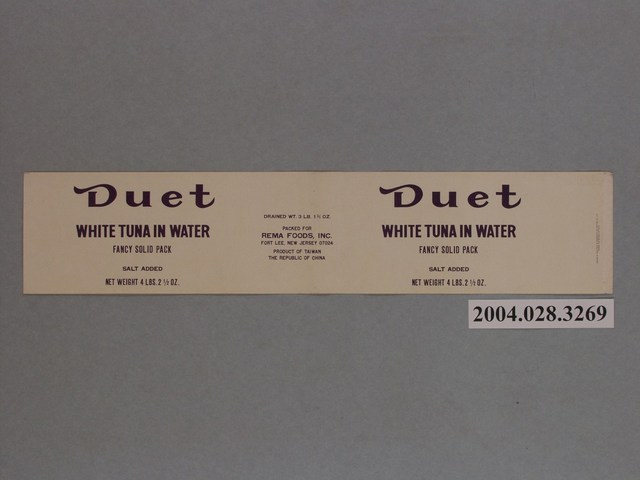 Duet
WHITE TUNA IN WATER
FANCY SOLID PACK
SALT ADDED
NET WEIGHT 4 LBS. 2 ½ OZ.
DRAINED WT. 3 LB. 1½ OZ.
PACKED FOR
REMA FOODS, INC.
FORT LEE, NEW JERSEY 07024
PRODUCT OF TAIWAN
THE REPUBLIC OF CHINA
Duet
WHITE TUNA IN WATER
FANCY SOLID PACK
SALT ADDED
NET WEIGHT 4 LBS. 2 ½ OZ.
2004.028.3269